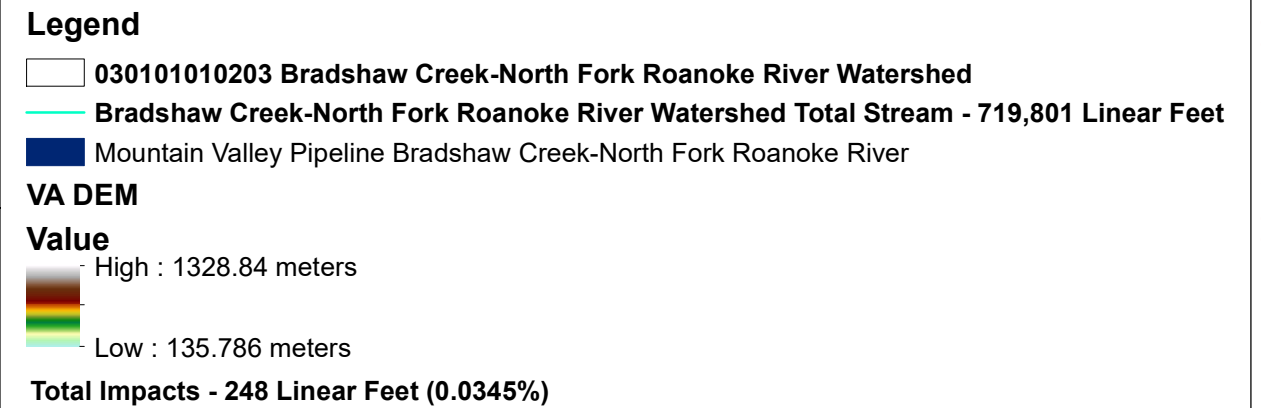 Legend
030101010203 Bradshaw Creek-North Fork Roanoke River Watershed
Bradshaw Creek-North Fork Roanoke River Watershed Total Stream - 719,801 Linear Feet
Mountain Valley Pipeline Bradshaw Creek-North Fork Roanoke River
VA DEM
Value
High : 1328.84 meters
Low : 135.786 meters
Total Impacts - 248 Linear Feet (0.0345%)